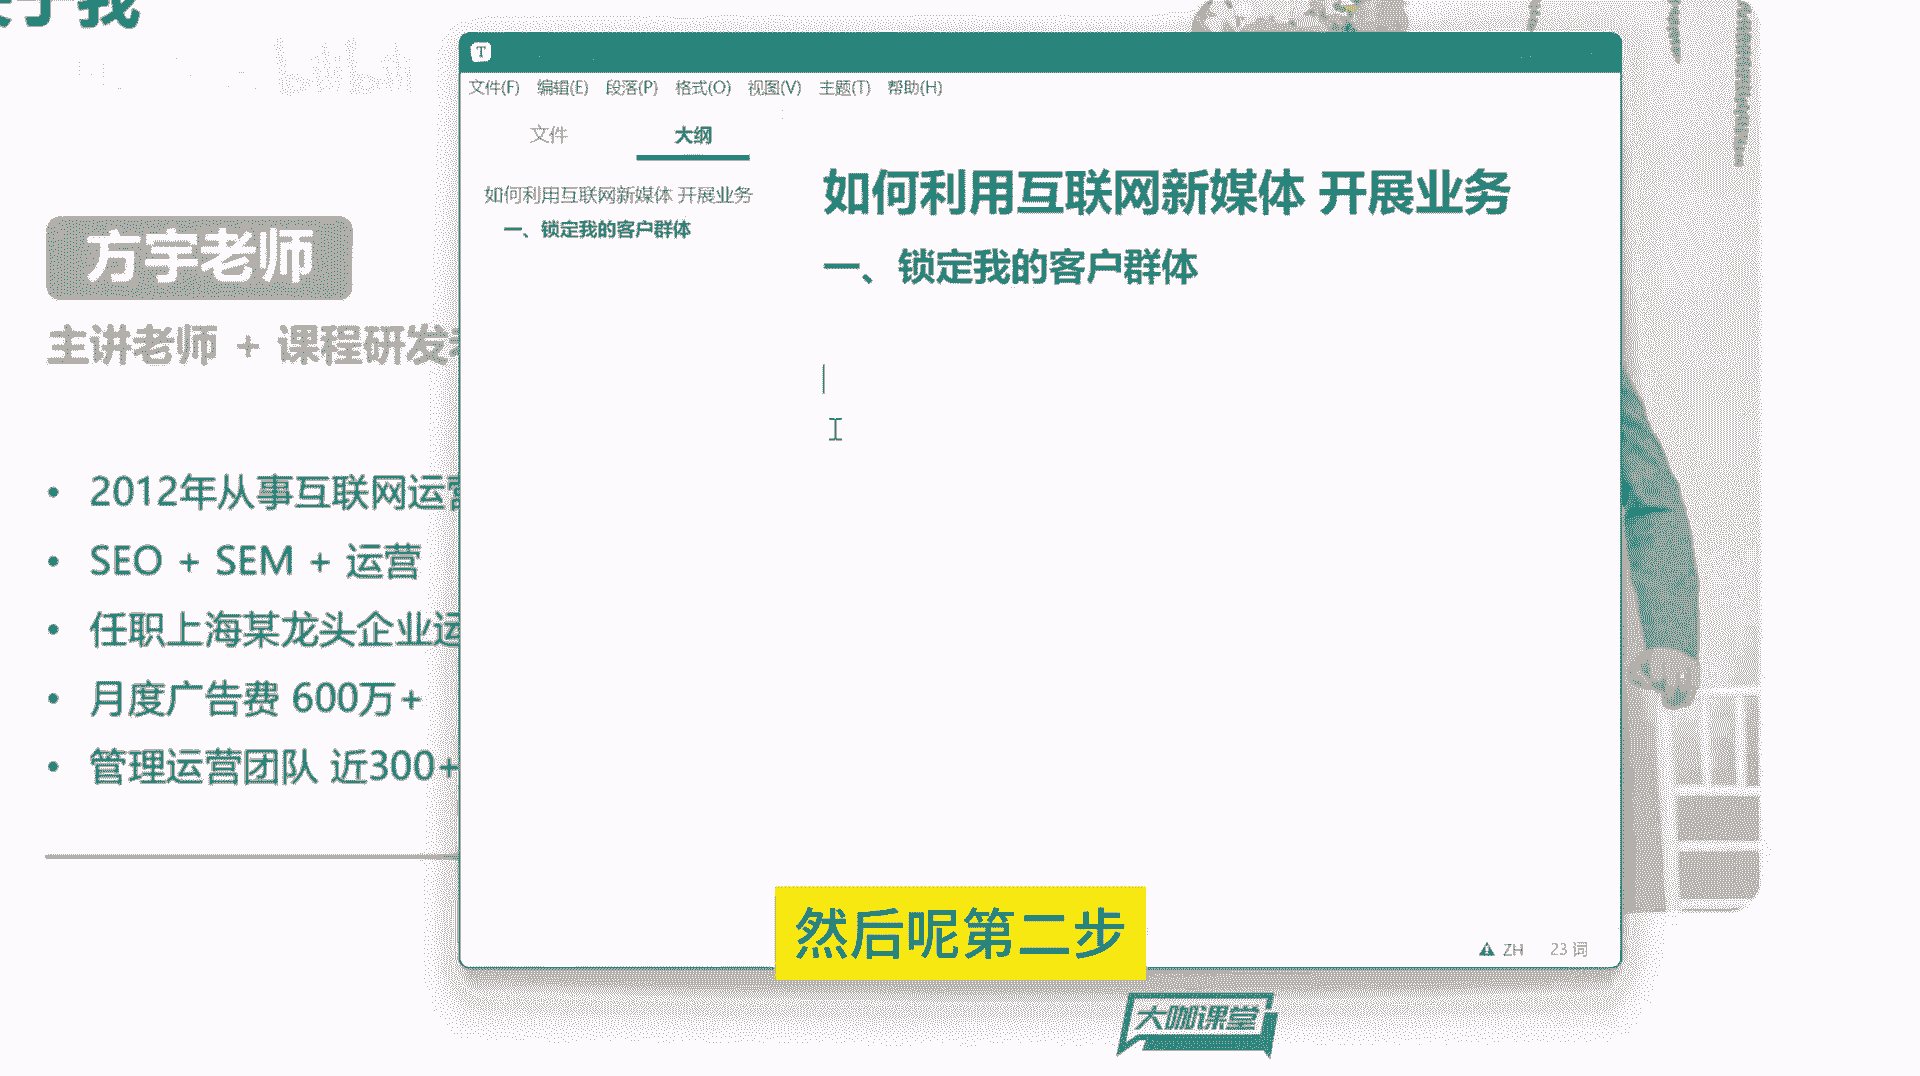 关于我
bilibili
方宇老师
主讲老师 + 课程研发老
• 2012年从事互联网运营
• SEO + SEM + 运营
• 任职上海某龙头企业运
• 月度广告费 600万+
• 管理运营团队 近300+
T
文件(F) 编辑(E) 段落(P) 格式(O) 视图(V) 主题(T) 帮助(H)
文件 大纲
如何利用互联网新媒体 开展业务
一、锁定我的客户群体
如何利用互联网新媒体 开展业务
一、锁定我的客户群体
ZH 23 词
然后呢第二步
大咖课堂